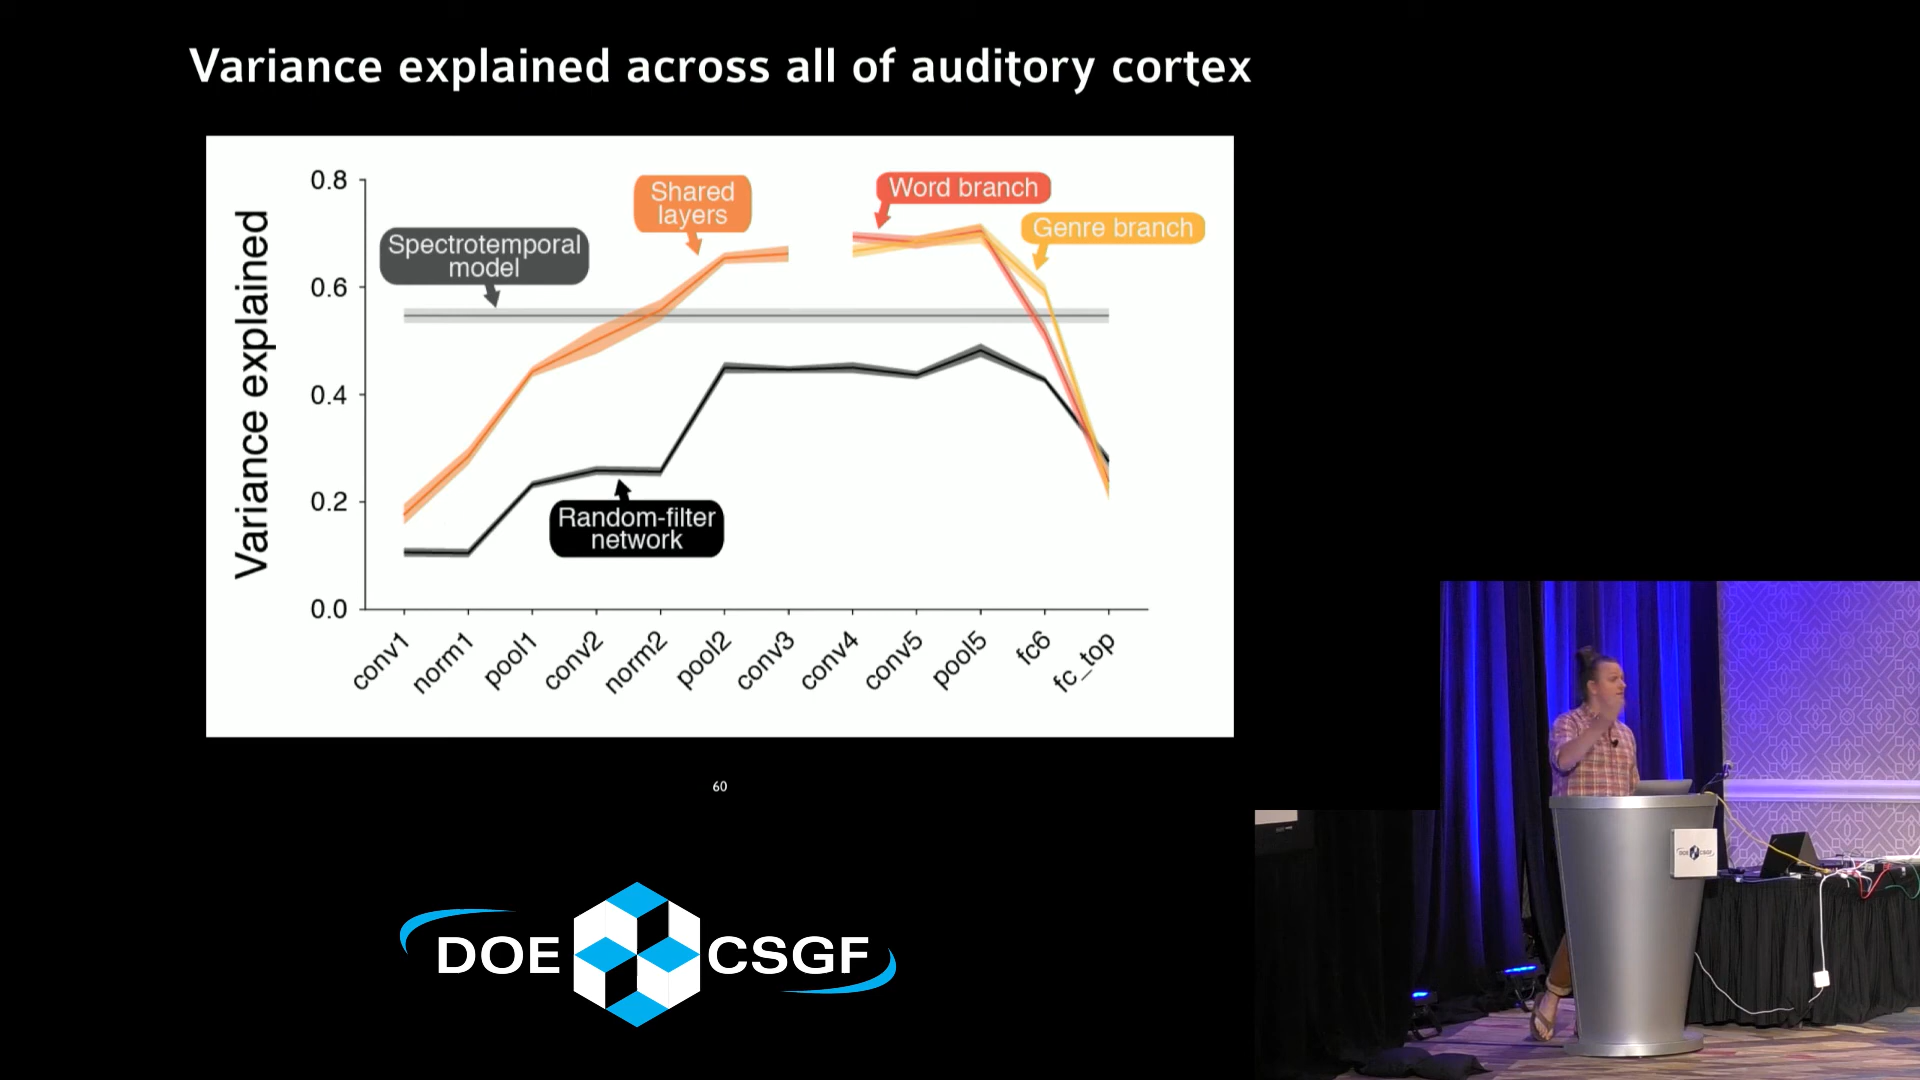 Variance explained across all of auditory cortex
Variance explained
0.8
0.6
0.4
0.2
0.0
Spectrotemporal
model
Shared
layers
Word branch
Genre branch
Random-filter
network
conv1
norm1
pool1
conv2
norm2
pool2
conv3
conv4
conv5
pool5
fc6
fc_top
60
DOE CSGF
DOE CSGF